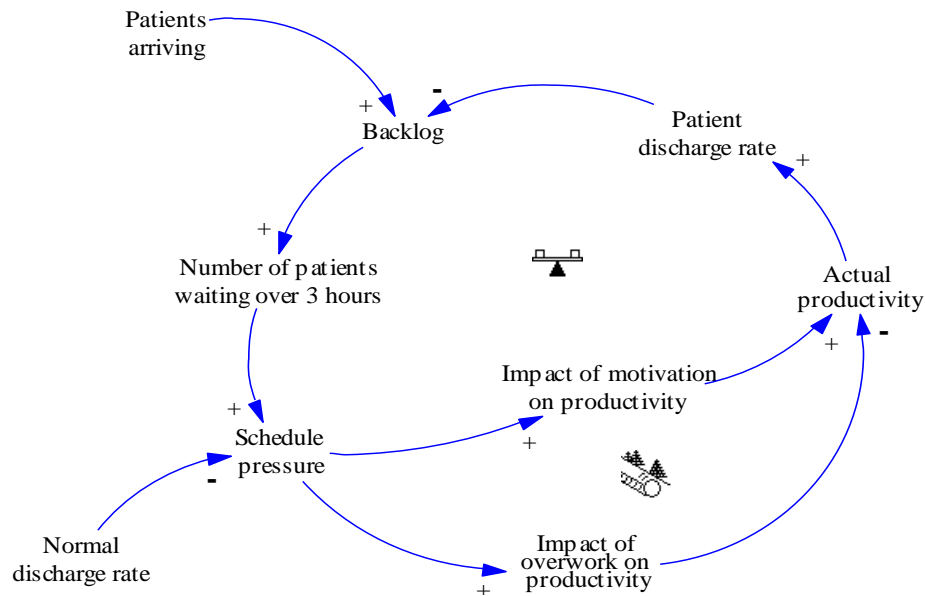 Patients
arriving
+
-
Backlog
Patient
discharge rate
+
+
Number of patients
waiting over 3 hours
Actual
productivity
-
+
Impact of motivation
on productivity
+
Schedule
pressure
+
-
Normal
discharge rate
Impact of
overwork on
productivity
+